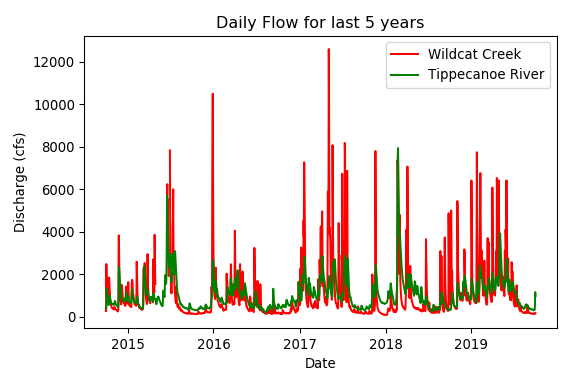 Daily Flow for last 5 years
Wildcat Creek
Tippecanoe River
Discharge (cfs)
12000
10000
8000
6000
4000
2000
0
2015 2016 2017 2018 2019
Date